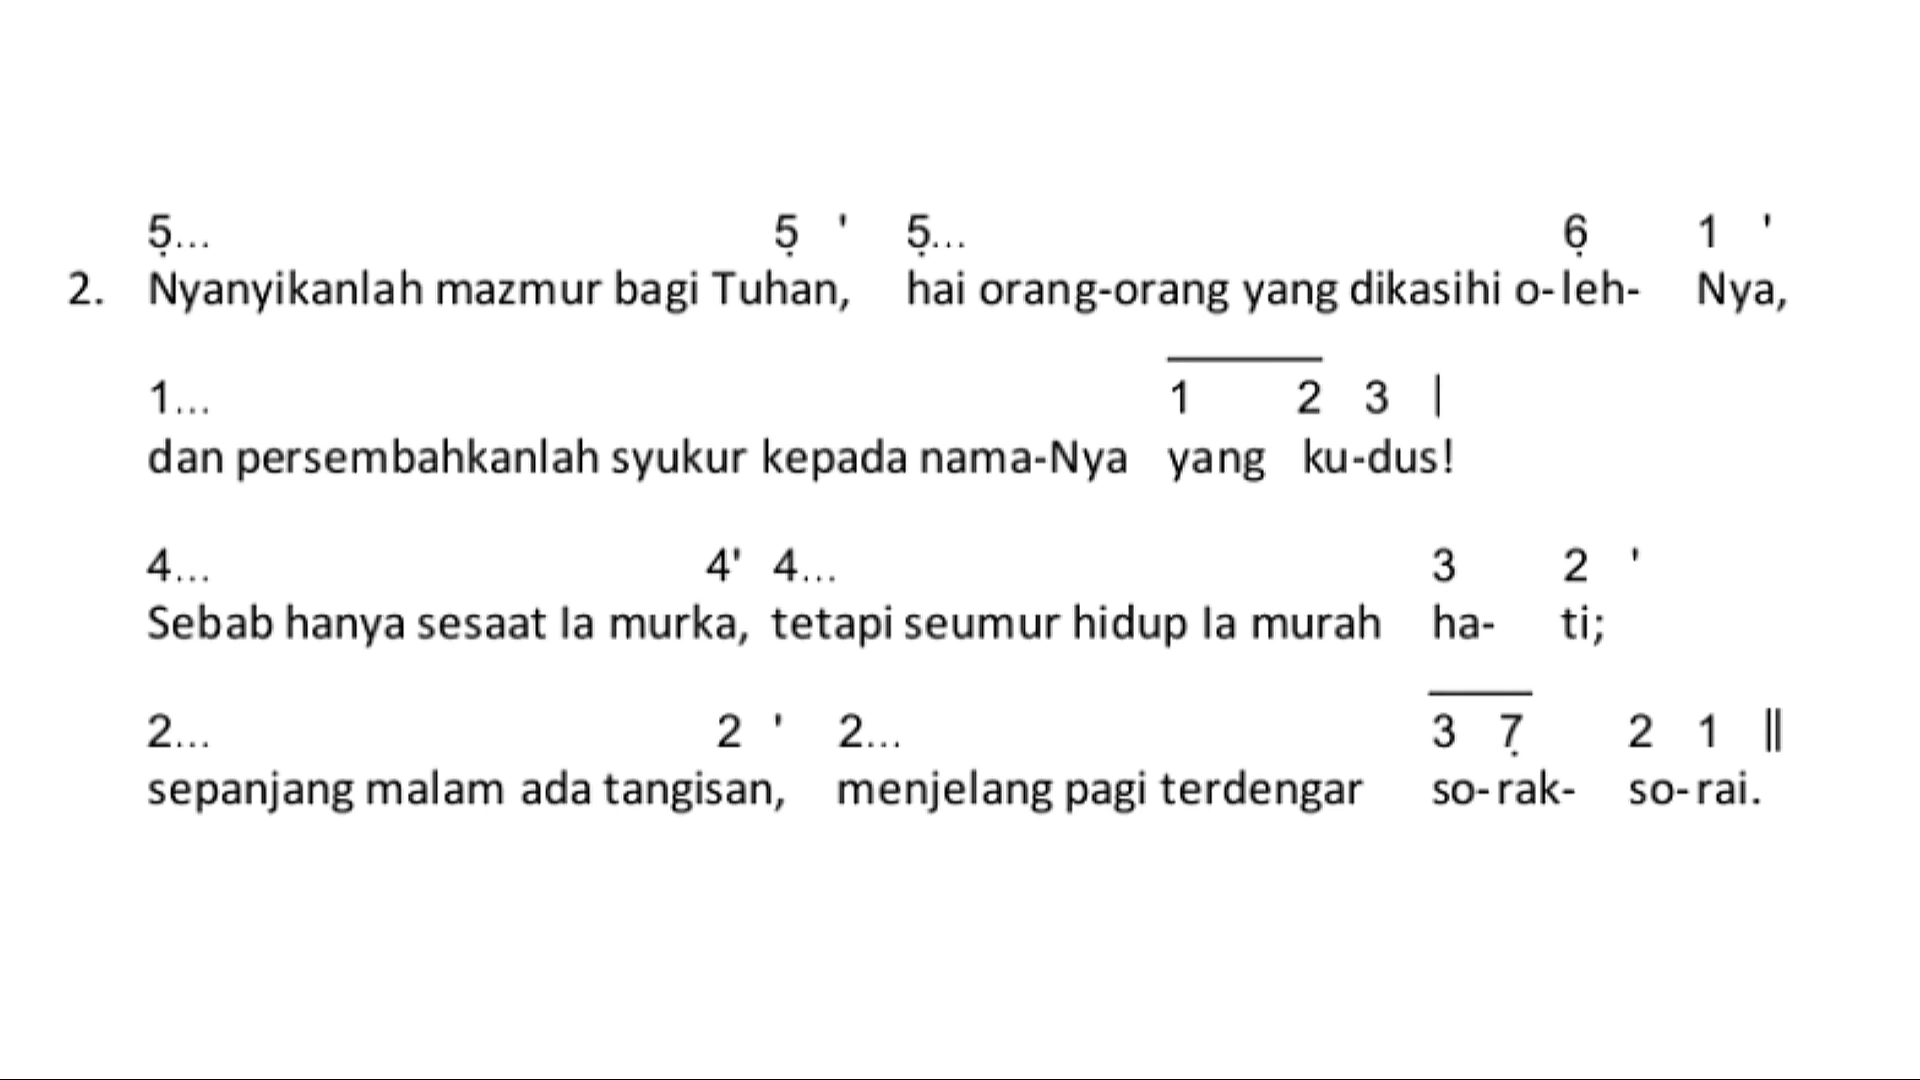 5̣... 5̣ ' 5̣... 6̣ 1 '
2. Nyanyikanlah mazmur bagi Tuhan, hai orang-orang yang dikasihi o-leh- Nya,
1... 1 2 3 |
dan persembahkanlah syukur kepada nama-Nya yang ku-dus!
4... 4' 4... 3 2 '
Sebab hanya sesaat Ia murka, tetapi seumur hidup Ia murah ha- ti;
2... 2 ' 2... 3 7̣ 2 1 ||
sepanjang malam ada tangisan, menjelang pagi terdengar so-rak- so-rai.